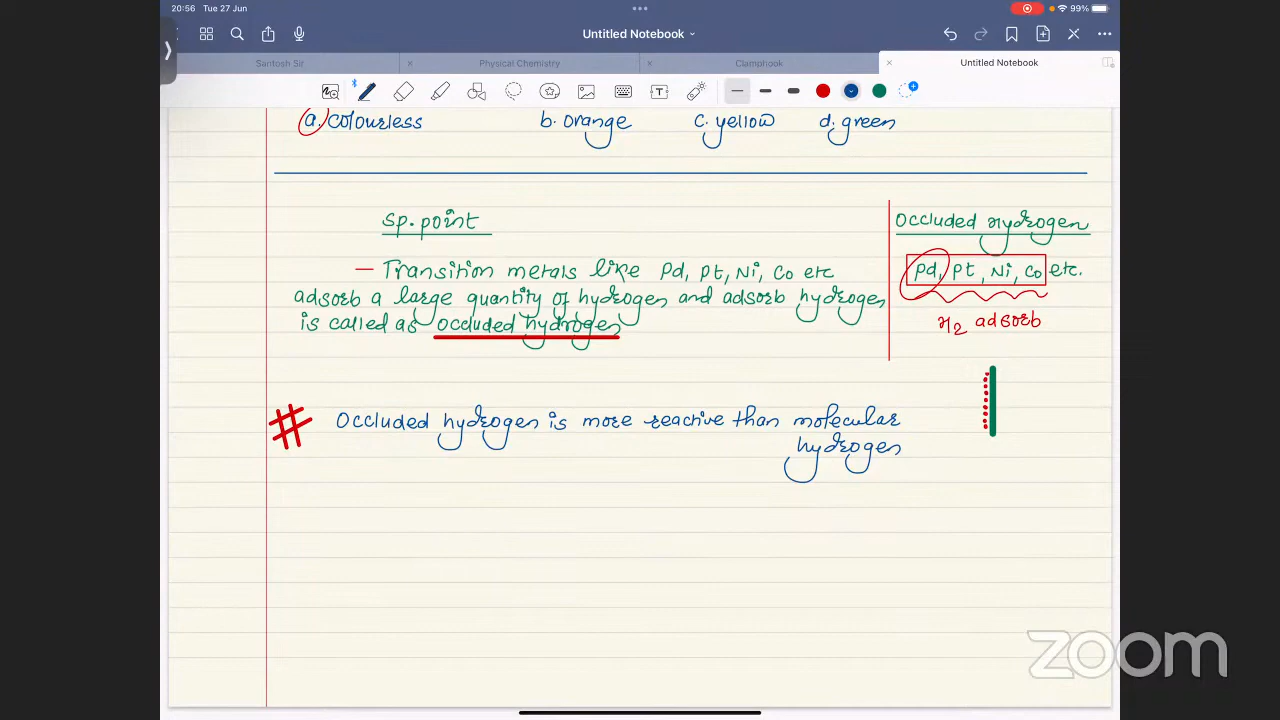 20:56 Tue 27 Jun
99%
Untitled Notebook
Santosh Sir
Physical Chemistry
Clamphook
Untitled Notebook
a. colourless b. orange c. yellow d. green
Sp. point
— Transition metals like Pd, Pt, Ni, Co etc
adsorb a large quantity of hydrogen and adsorb hydrogen
is called as Occluded hydrogen
Occluded Hydrogen
Pd, Pt, Ni, Co etc.
H2 adsorb
# Occluded hydrogen is more reactive than molecular
hydrogen
zoom